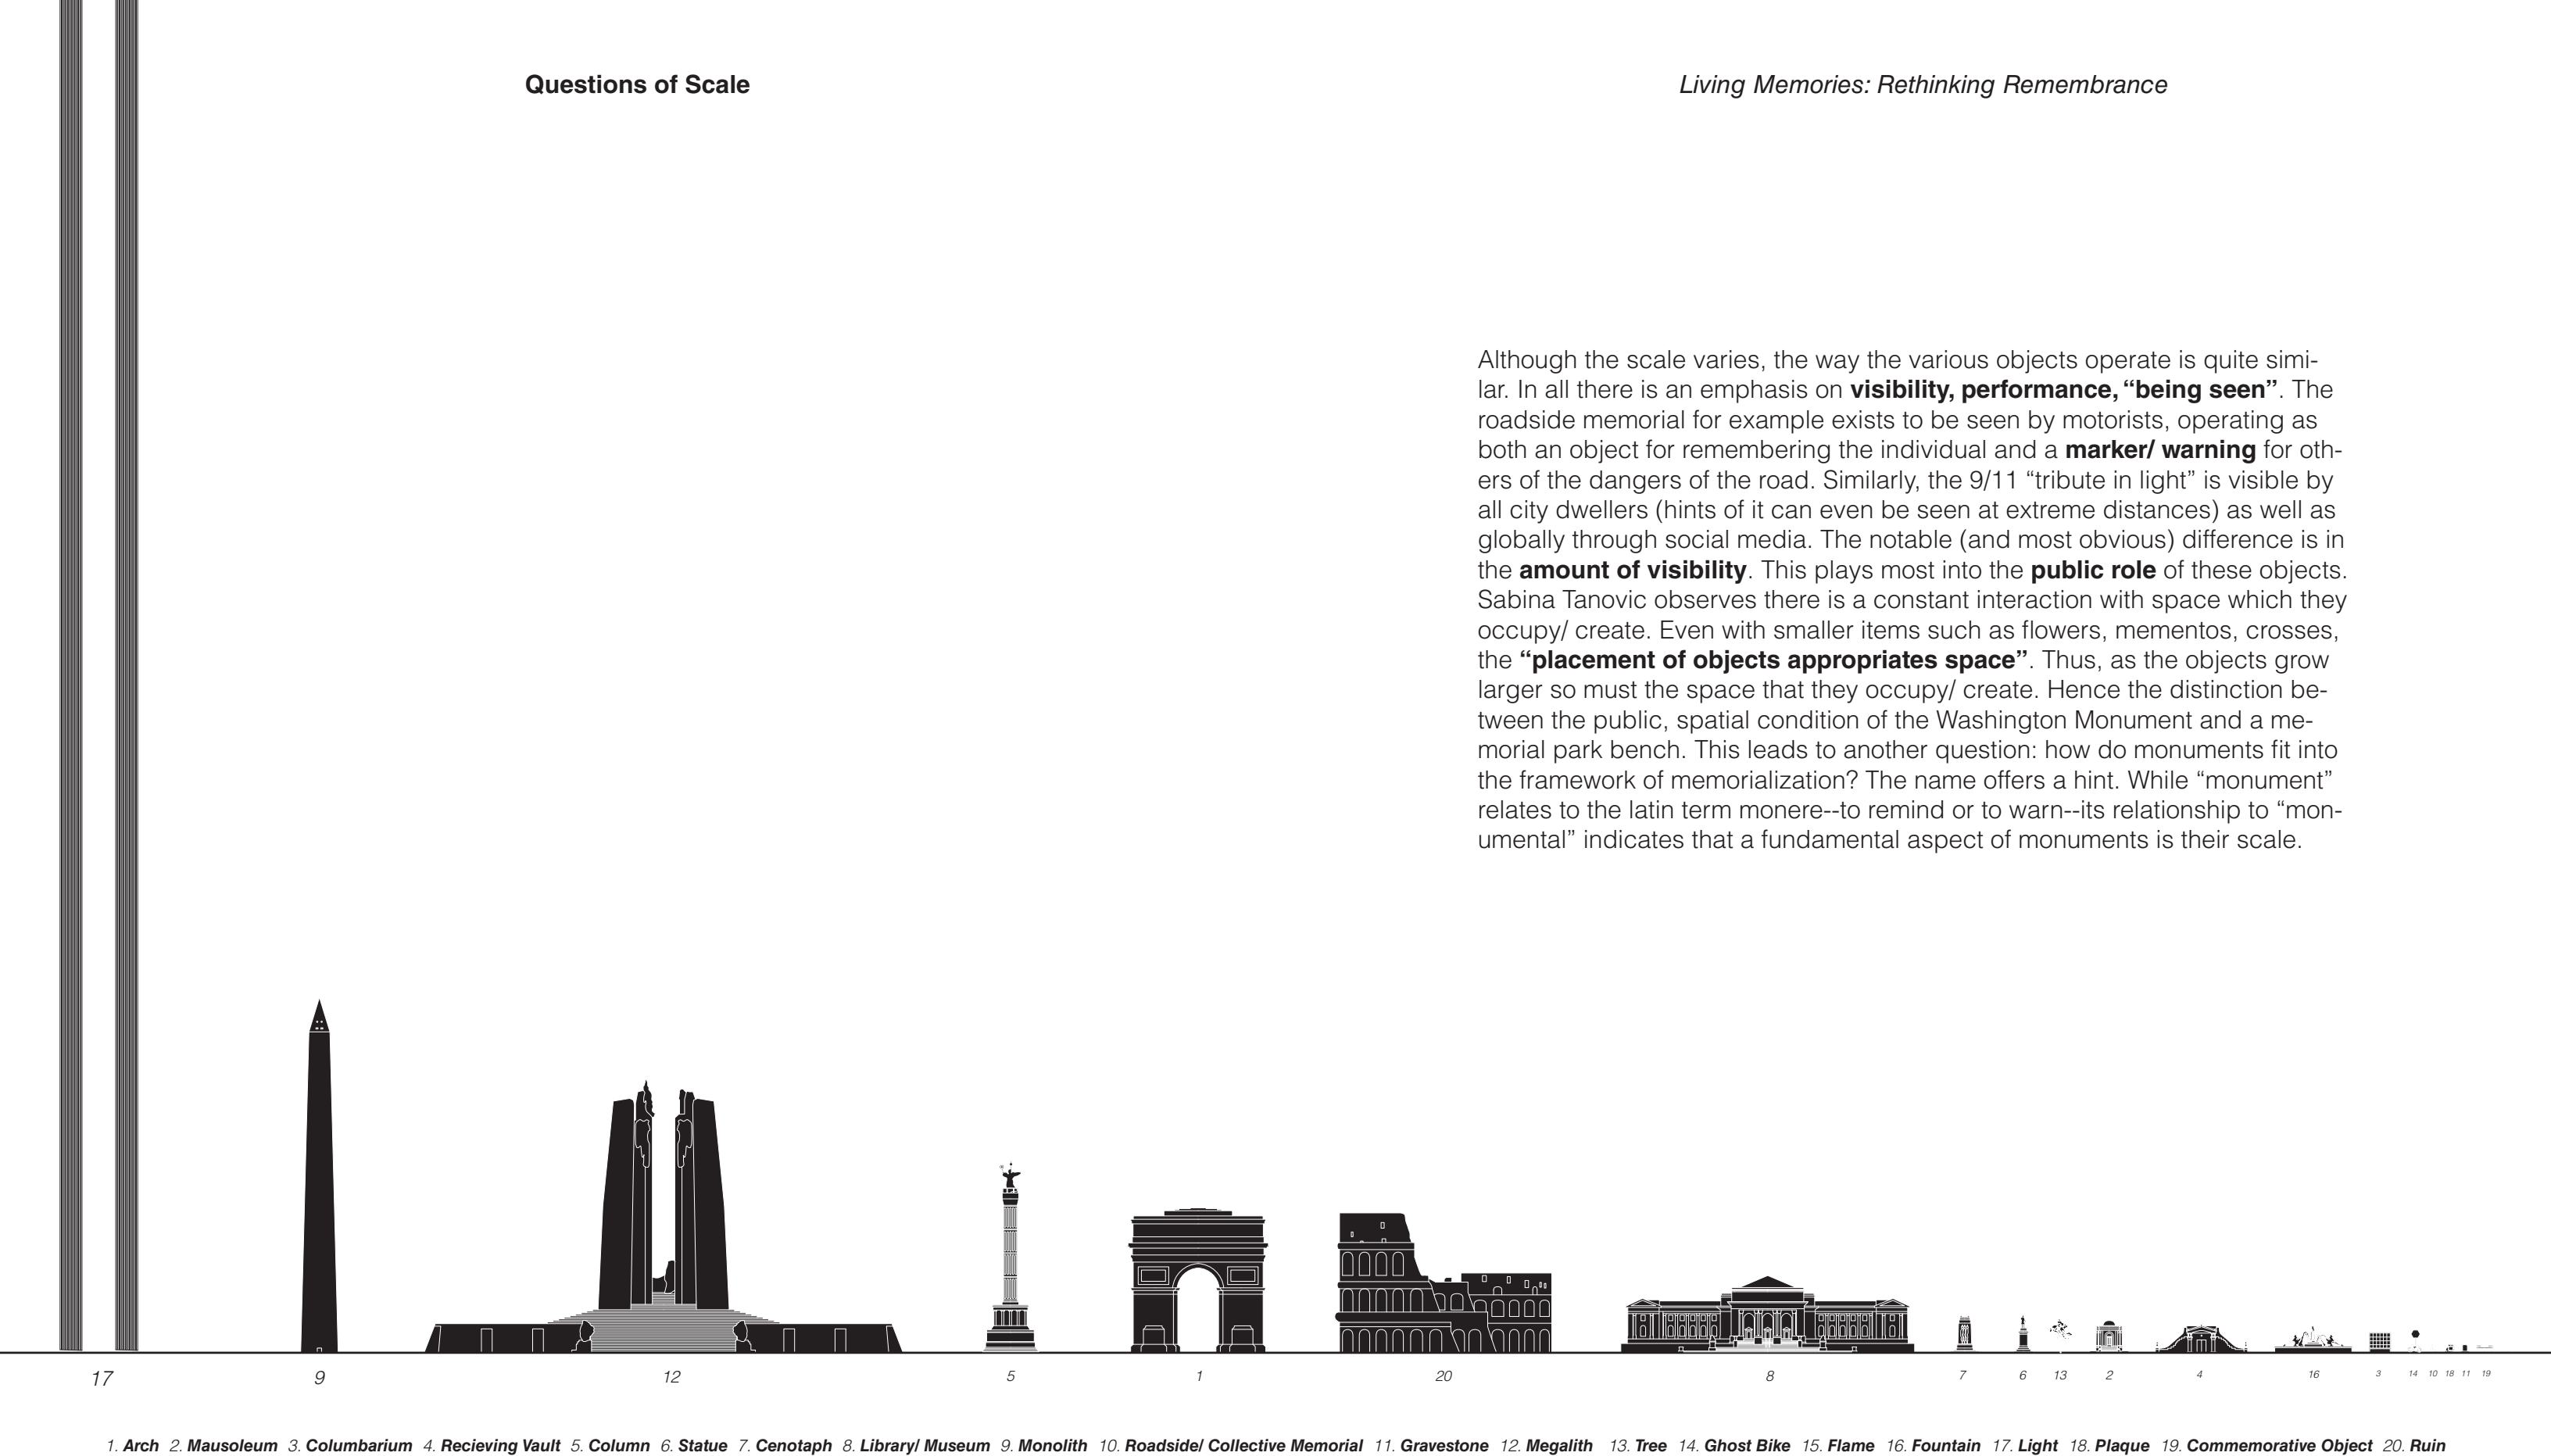 Questions of Scale
Living Memories: Rethinking Remembrance
Although the scale varies, the way the various objects operate is quite simi-
lar. In all there is an emphasis on visibility, performance, “being seen”. The
roadside memorial for example exists to be seen by motorists, operating as
both an object for remembering the individual and a marker/ warning for oth-
ers of the dangers of the road. Similarly, the 9/11 “tribute in light” is visible by
all city dwellers (hints of it can even be seen at extreme distances) as well as
globally through social media. The notable (and most obvious) difference is in
the amount of visibility. This plays most into the public role of these objects.
Sabina Tanovic observes there is a constant interaction with space which they
occupy/ create. Even with smaller items such as flowers, mementos, crosses,
the “placement of objects appropriates space”. Thus, as the objects grow
larger so must the space that they occupy/ create. Hence the distinction be-
tween the public, spatial condition of the Washington Monument and a me-
morial park bench. This leads to another question: how do monuments fit into
the framework of memorialization? The name offers a hint. While “monument”
relates to the latin term monere--to remind or to warn--its relationship to “mon-
umental” indicates that a fundamental aspect of monuments is their scale.
17 9 12 5 1 20 8 7 6 13 2 4 16 3 14 10 18 11 19
1. Arch 2. Mausoleum 3. Columbarium 4. Recieving Vault 5. Column 6. Statue 7. Cenotaph 8. Library/ Museum 9. Monolith 10. Roadside/ Collective Memorial 11. Gravestone 12. Megalith 13. Tree 14. Ghost Bike 15. Flame 16. Fountain 17. Light 18. Plaque 19. Commemorative Object 20. Ruin